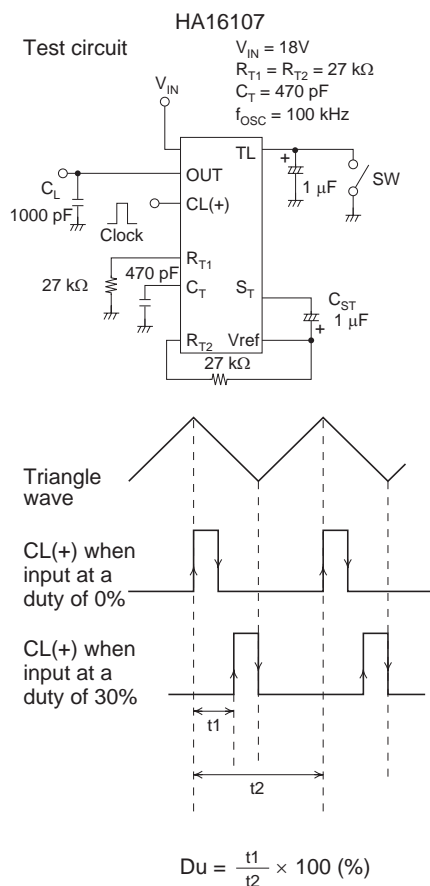 HA16107
Test circuit
V_IN = 18V
R_T1 = R_T2 = 27 kΩ
C_T = 470 pF
f_OSC = 100 kHz
V_IN
TL
OUT
C_L
1000 pF
CL(+)
Clock
1 μF
SW
R_T1
470 pF
27 kΩ
C_T
S_T
C_ST
1 μF
R_T2
Vref
27 kΩ
Triangle
wave
CL(+) when
input at a
duty of 0%
CL(+) when
input at a
duty of 30%
t1
t2
Du = t1/t2 × 100 (%)